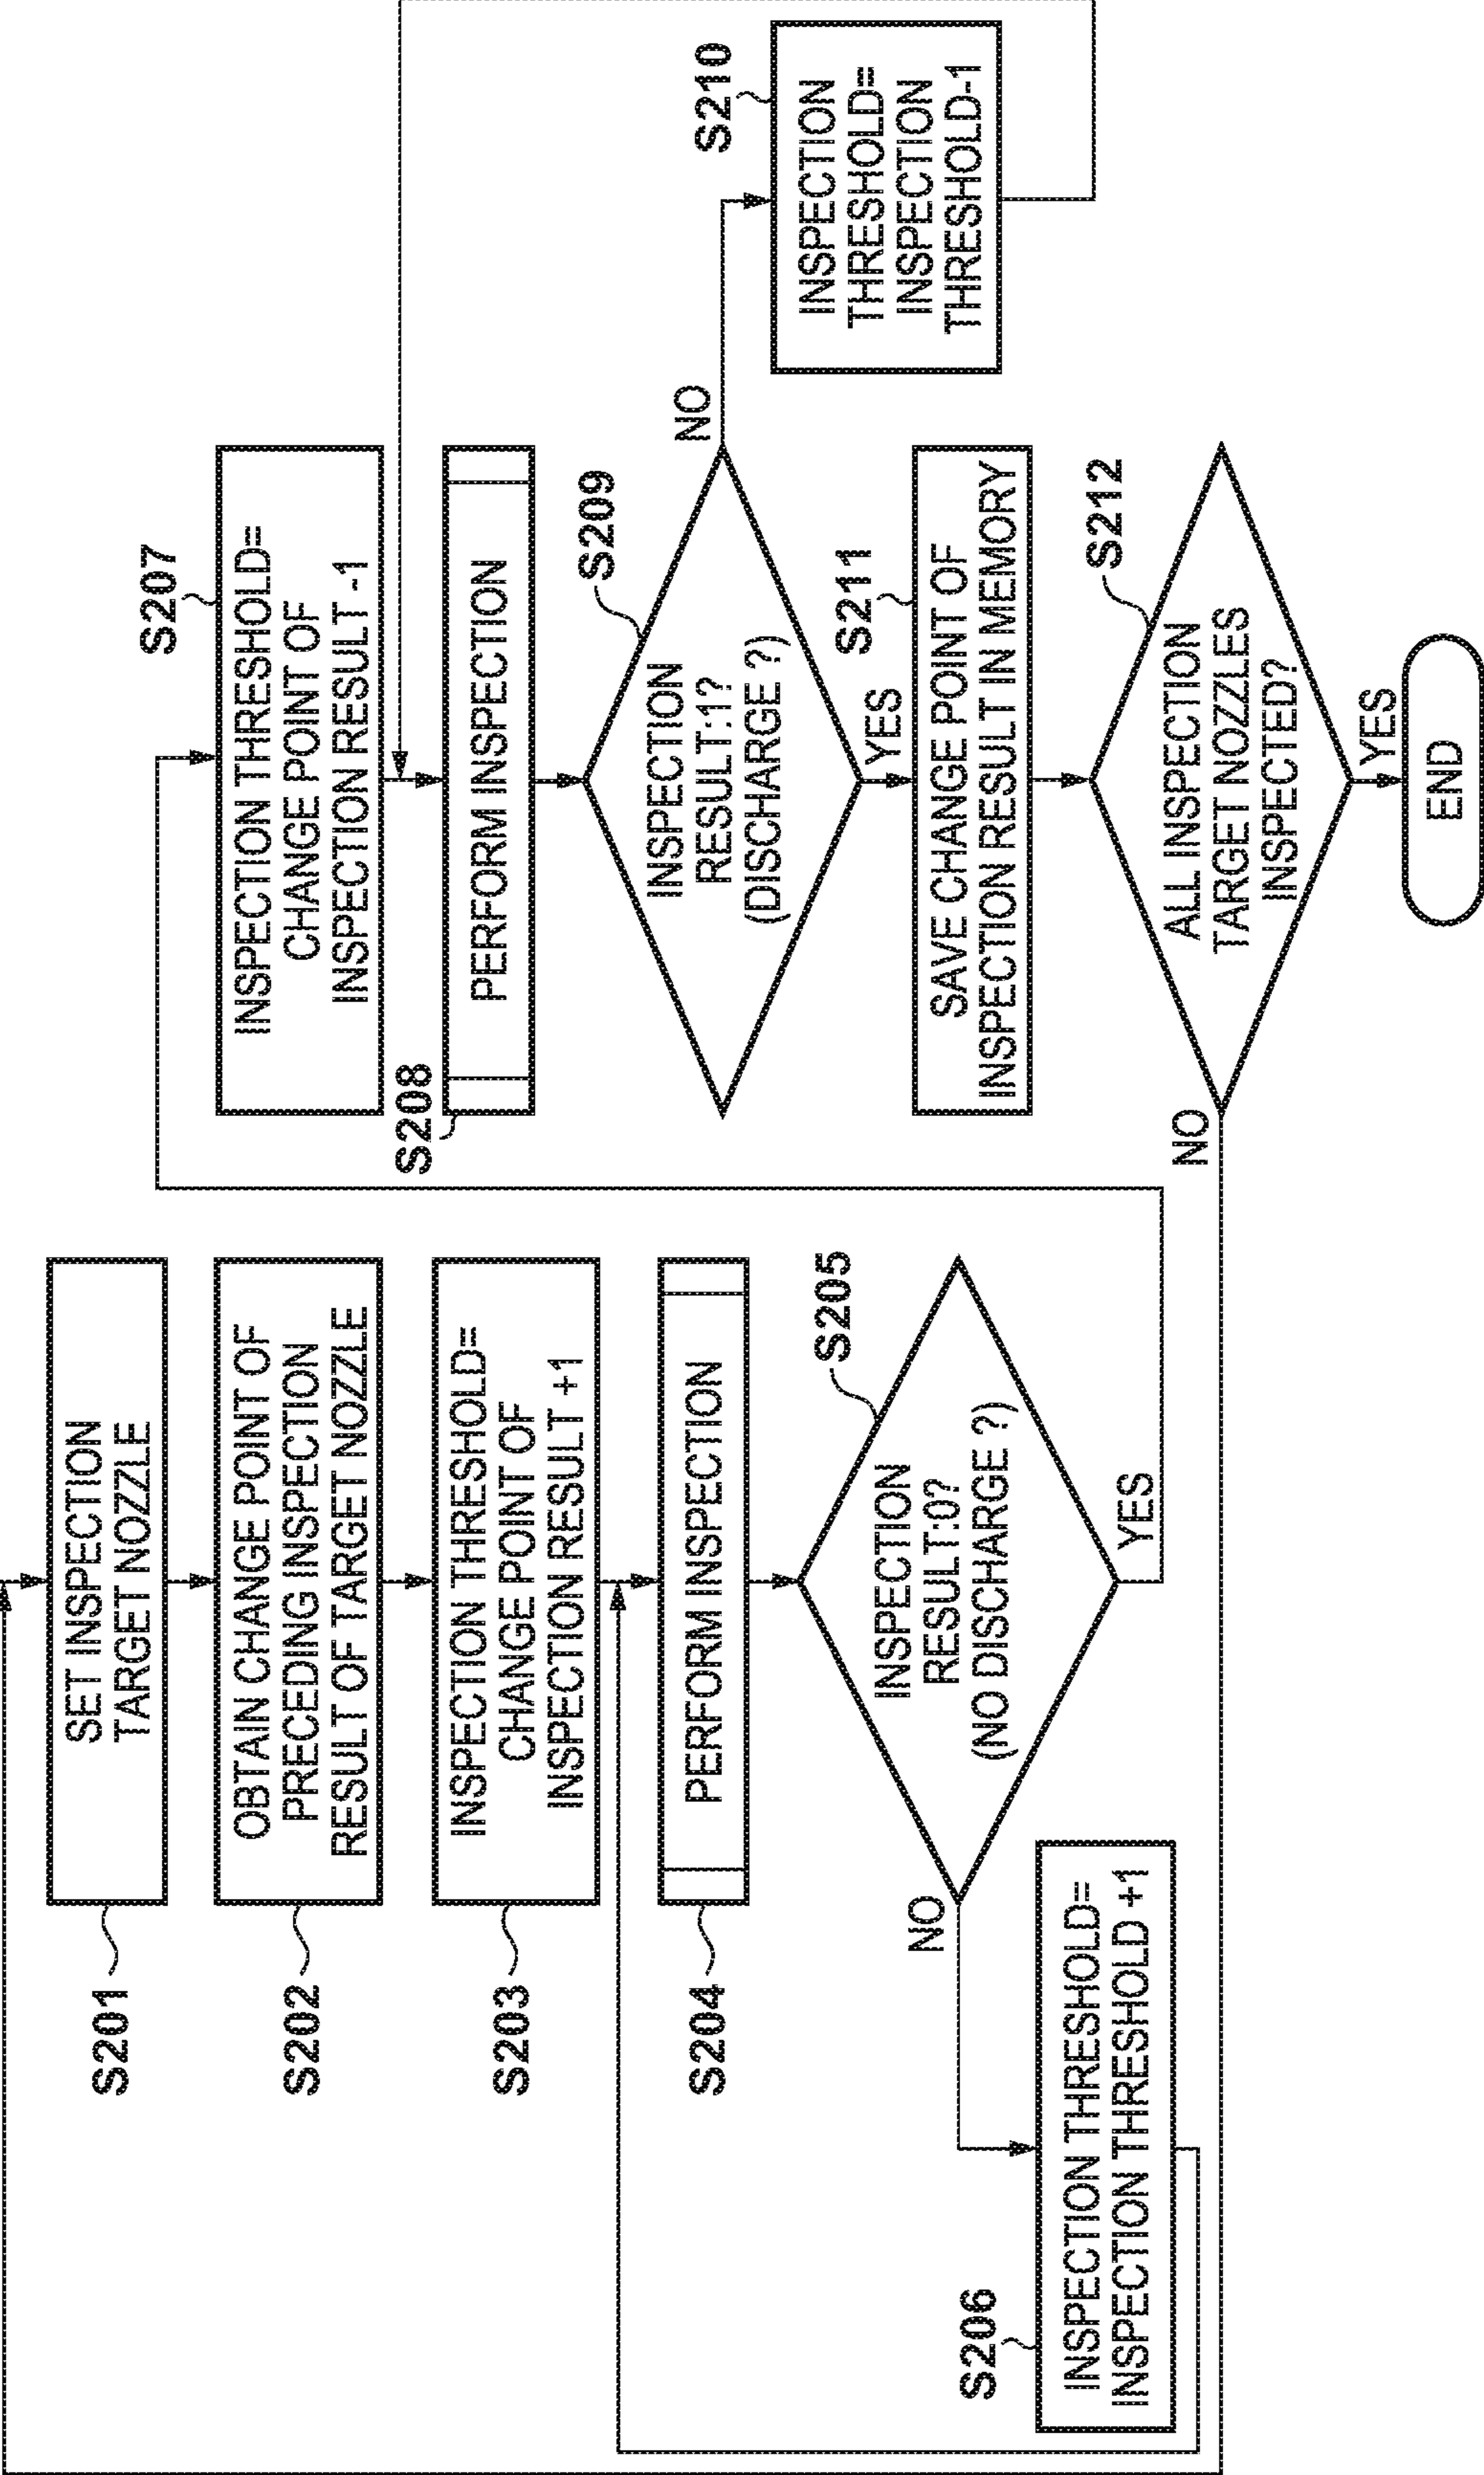 S201
SET INSPECTION
TARGET NOZZLE
S202
OBTAIN CHANGE POINT OF
PRECEDING INSPECTION
RESULT OF TARGET NOZZLE
S203
INSPECTION THRESHOLD=
CHANGE POINT OF
INSPECTION RESULT +1
S204
PERFORM INSPECTION
S205
INSPECTION
RESULT:0?
(NO DISCHARGE ?)
NO
YES
S206
INSPECTION THRESHOLD=
INSPECTION THRESHOLD +1
S207
INSPECTION THRESHOLD=
CHANGE POINT OF
INSPECTION RESULT -1
S208
PERFORM INSPECTION
S209
INSPECTION
RESULT:1?
(DISCHARGE ?)
NO
YES
S210
INSPECTION
THRESHOLD=
INSPECTION
THRESHOLD-1
S211
SAVE CHANGE POINT OF
INSPECTION RESULT IN MEMORY
S212
ALL INSPECTION
TARGET NOZZLES
INSPECTED?
NO
YES
END